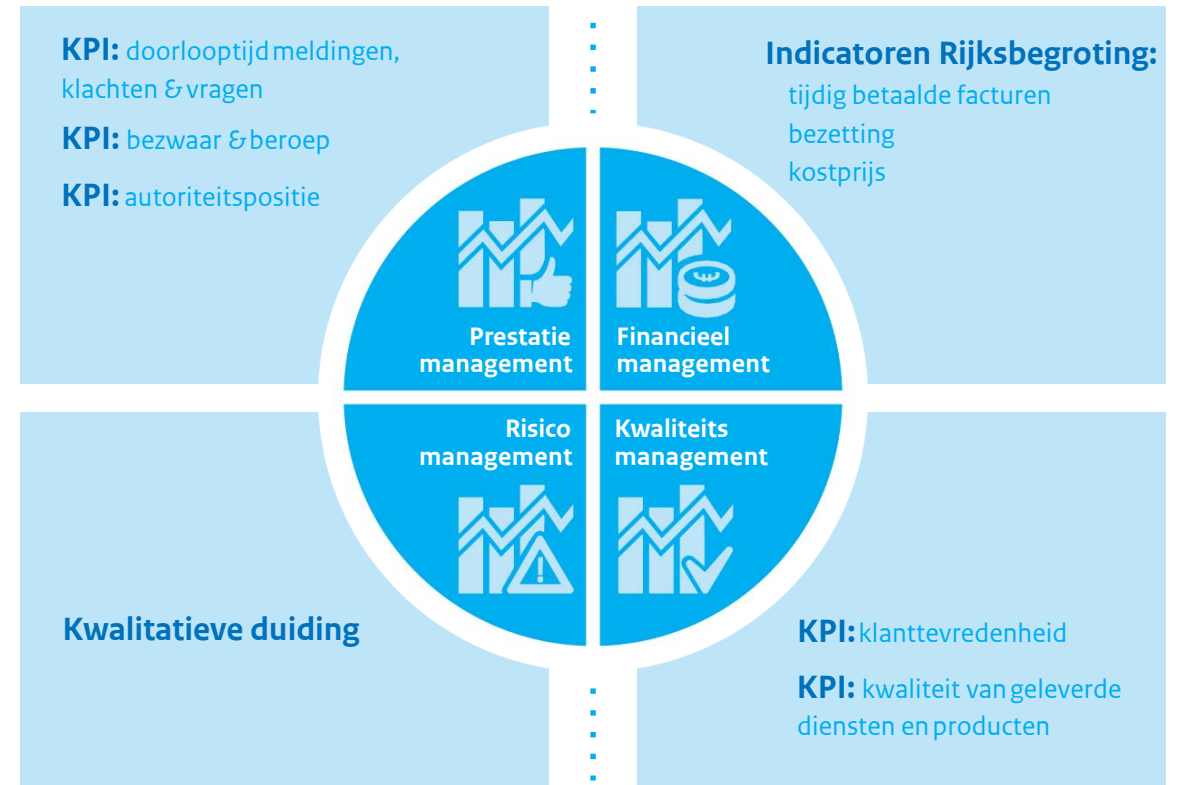 KPI: doorlooptijd meldingen,
klachten & vragen
KPI: bezwaar & beroep
KPI: autoriteitspositie
Indicatoren Rijksbegroting:
tijdig betaalde facturen
bezetting
kostprijs
Prestatie
management
Financieel
management
Risico
management
Kwaliteits
management
Kwalitatieve duiding
KPI: klanttevredenheid
KPI: kwaliteit van geleverde
diensten en producten